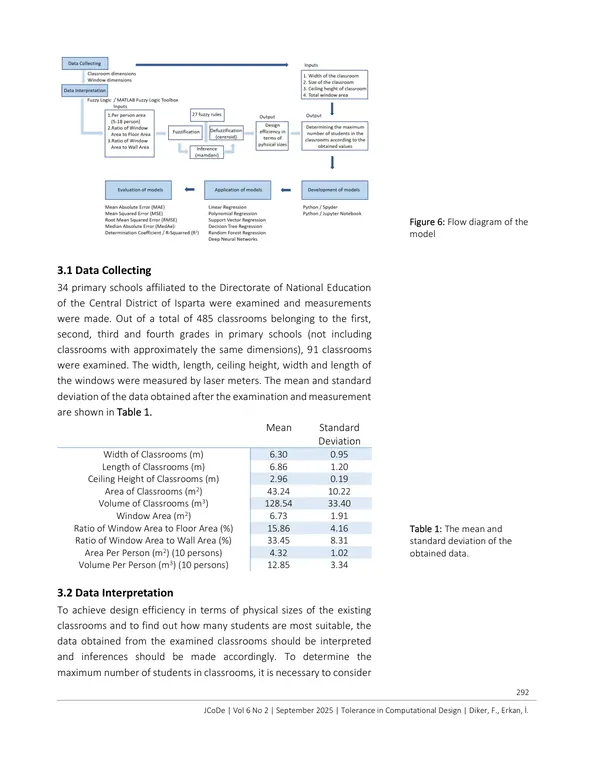 Data Collecting
Classroom dimensions
Window dimensions
Data interpretation
Fuzzy Logic / MATLAB Fuzzy Logic Toolbox
Inputs
1.Per person area
(5-18 person)
2.Ratio of Window
Area to Floor Area
3.Ratio of Window
Area to Wall Area
Fuzzification
27 fuzzy rules
Inference
(mamdani)
Defuzzification
(centroid)
Output
Design
efficiency in
terms of
pyhsical sizes
Inputs
1. Width of the classroom
2. Size of the classroom
3. Ceiling height of classroom
4. Total window area
Output
Determining the maximum
number of students in the
classrooms according to the
obtained values.
Evaluation of models
Application of models
Development of models
Mean Absolute Error (MAE)
Mean Squared Error (MSE)
Root Mean Squared Error (RMSE)
Median Absolute Error (MedAe)
Determination Coefficient / R-Squarred (R²)
Linear Regression
Polynomial Regression
Support Vector Regression
Decision Tree Regression
Random Forest Regression
Deep Neural Networks
Python / Spyder
Python / Jupyter Notebook
Figure 6: Flow diagram of the
model
3.1 Data Collecting
34 primary schools affiliated to the Directorate of National Education
of the Central District of Isparta were examined and measurements
were made. Out of a total of 485 classrooms belonging to the first,
second, third and fourth grades in primary schools (not including
classrooms with approximately the same dimensions), 91 classrooms
were examined. The width, length, ceiling height, width and length of
the windows were measured by laser meters. The mean and standard
deviation of the data obtained after the examination and measurement
are shown in Table 1.
Mean Standard
Deviation
Width of Classrooms (m) 6.30 0.95
Length of Classrooms (m) 6.86 1.20
Ceiling Height of Classrooms (m) 2.96 0.19
Area of Classrooms (m²) 43.24 10.22
Volume of Classrooms (m³) 128.54 33.40
Window Area (m²) 6.73 1.91
Ratio of Window Area to Floor Area (%) 15.86 4.16
Ratio of Window Area to Wall Area (%) 33.45 8.31
Area Per Person (m²) (10 persons) 4.32 1.02
Volume Per Person (m³) (10 persons) 12.85 3.34
Table 1: The mean and
standard deviation of the
obtained data.
3.2 Data Interpretation
To achieve design efficiency in terms of physical sizes of the existing
classrooms and to find out how many students are most suitable, the
data obtained from the examined classrooms should be interpreted
and inferences should be made accordingly. To determine the
maximum number of students in classrooms, it is necessary to consider
292
JCoDe | Vol 6 No 2 | September 2025 | Tolerance in Computational Design | Diker, F., Erkan, İ.